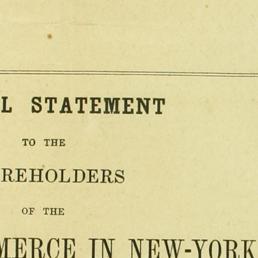 L STATEMENT
TO THE
REHOLDERS
OF THE
MERCE IN NEW-YORK